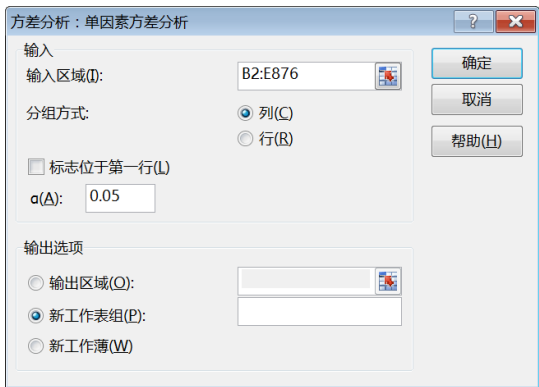 方差分析：单因素方差分析
输入
输入区域(I):
B2:E876
分组方式:
列(C)
行(R)
标志位于第一行(L)
α(A):
0.05
输出选项
输出区域(O):
新工作表组(P):
新工作薄(W)
确定
取消
帮助(H)